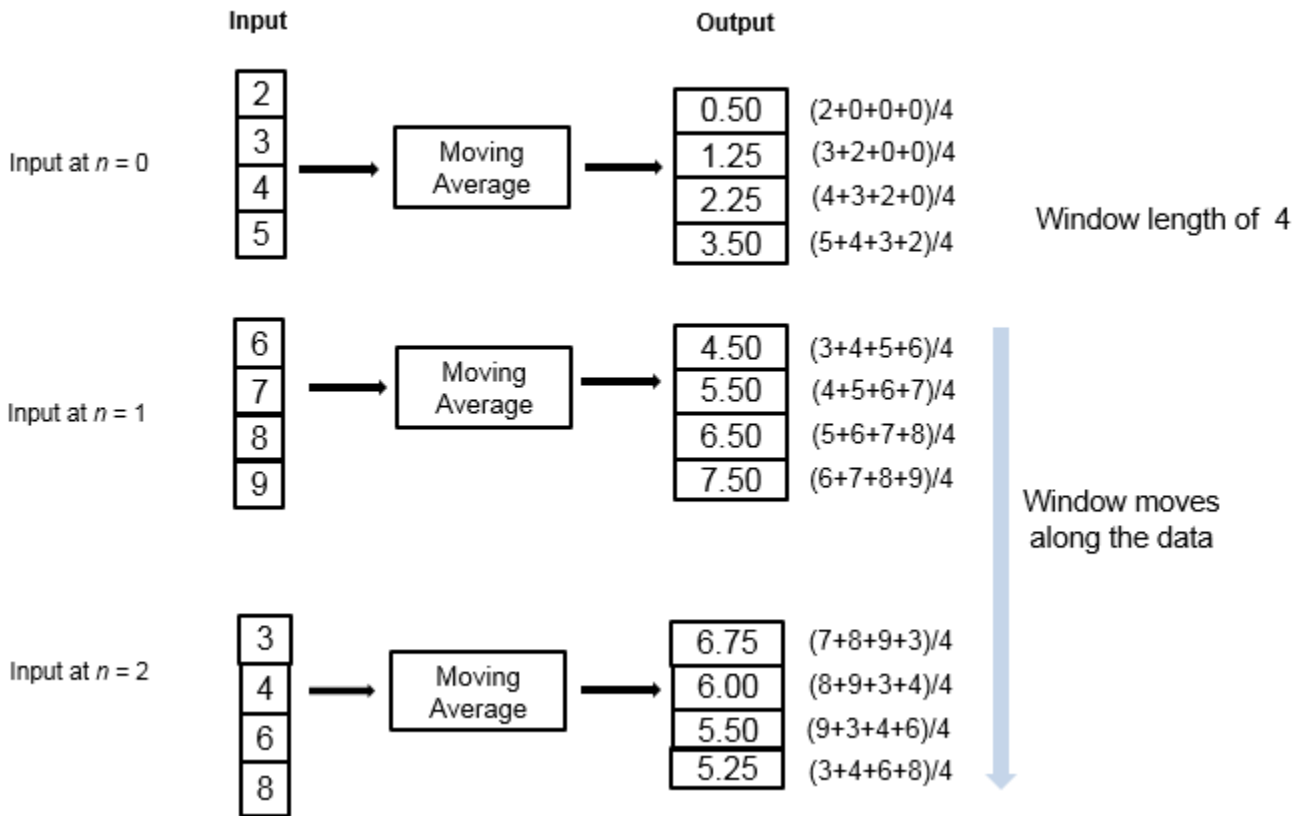 Input Output
Input at n = 0
2
3
4
5
Moving
Average
0.50 (2+0+0+0)/4
1.25 (3+2+0+0)/4
2.25 (4+3+2+0)/4
3.50 (5+4+3+2)/4
Window length of 4
Input at n = 1
6
7
8
9
Moving
Average
4.50 (3+4+5+6)/4
5.50 (4+5+6+7)/4
6.50 (5+6+7+8)/4
7.50 (6+7+8+9)/4
Window moves
along the data
Input at n = 2
3
4
6
8
Moving
Average
6.75 (7+8+9+3)/4
6.00 (8+9+3+4)/4
5.50 (9+3+4+6)/4
5.25 (3+4+6+8)/4